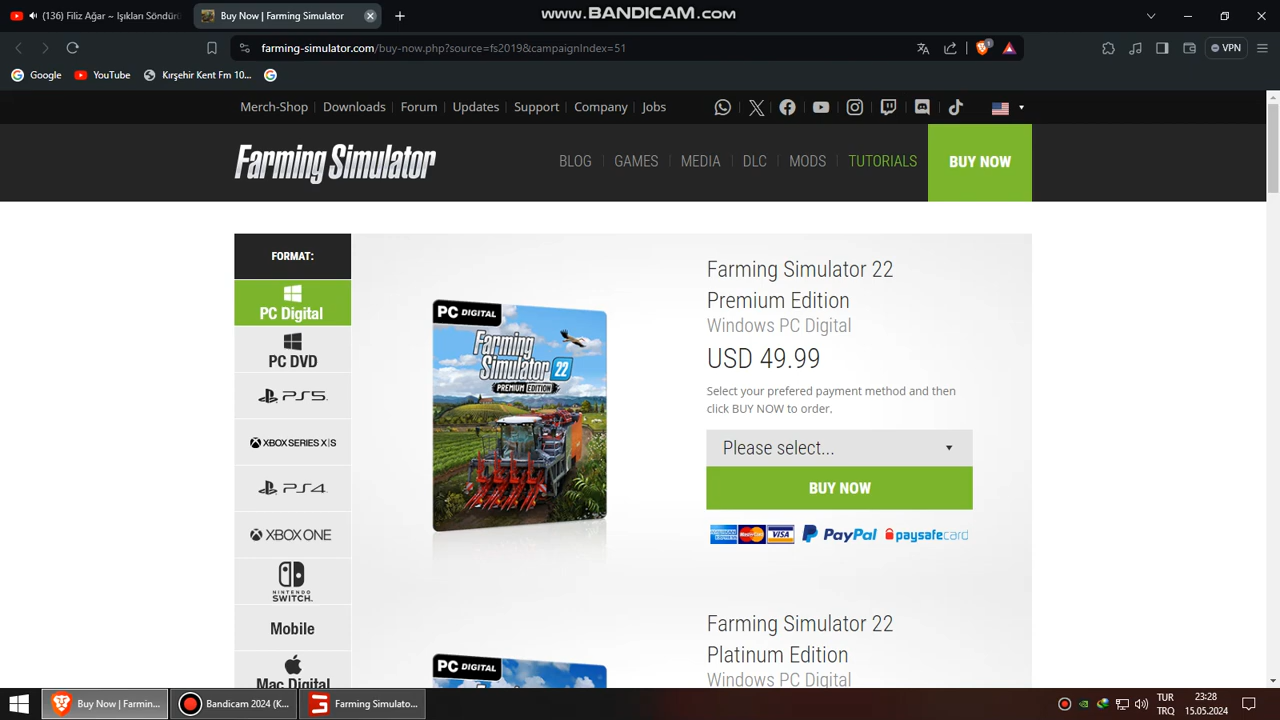 www.BANDICAM.com
(136) Filiz Ağar ~ Işıkları Söndür
Buy Now | Farming Simulator
farming-simulator.com/buy-now.php?source=fs2019&campaignIndex=51
1
VPN
Google
YouTube
Kırşehir Kent Fm 10...
Merch-Shop
Downloads
Forum
Updates
Support
Company
Jobs
Farming Simulator
BLOG
GAMES
MEDIA
DLC
MODS
TUTORIALS
BUY NOW
FORMAT:
PC Digital
PC DVD
PS5
XBOX SERIES X|S
PS4
XBOX ONE
NINTENDO
SWITCH
Mobile
Mac Digital
PC DIGITAL
Farming
Simulator 22
PREMIUM EDITION
Farming Simulator 22
Premium Edition
Windows PC Digital
USD 49.99
Select your prefered payment method and then
click BUY NOW to order.
Please select...
BUY NOW
MasterCard
VISA
PayPal
paysafecard
PC DIGITAL
Farming Simulator 22
Platinum Edition
Windows PC Digital
Buy Now | Farmin...
Bandicam 2024 (K...
Farming Simulato...
TUR
TRQ
23:28
15.05.2024